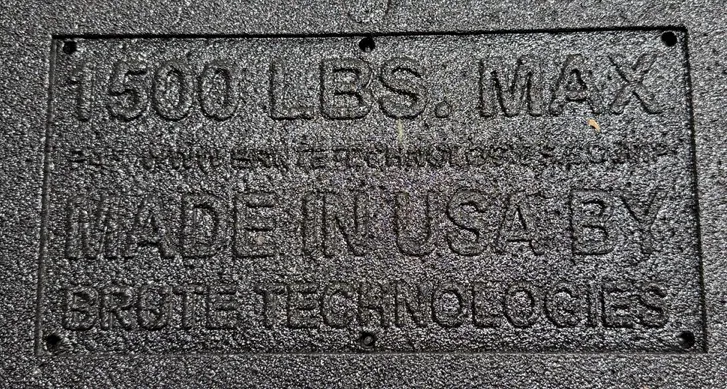 1500 LBS. MAX
MADE IN USA BY
BRUTE TECHNOLOGIES